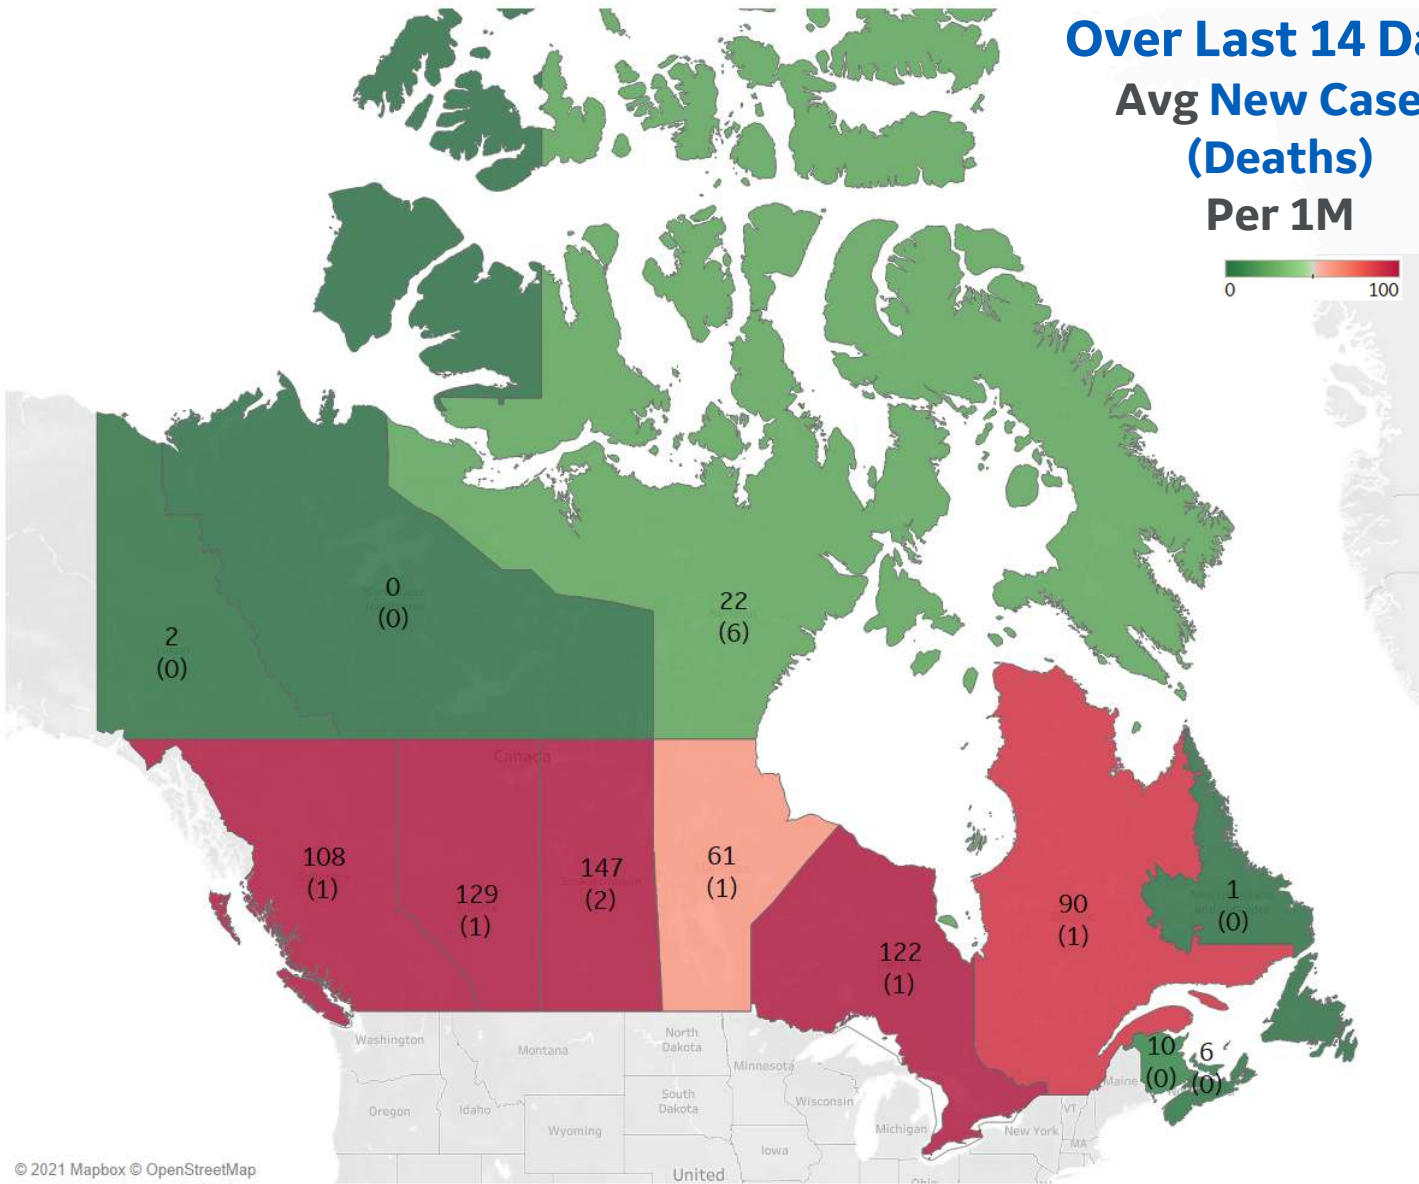 Over Last 14 Da
Avg New Case
(Deaths)
Per 1M
0
100
0
(0)
22
(6)
2
(0)
Canada
108
(1)
129
(1)
147
(2)
61
(1)
122
(1)
90
(1)
1
(0)
10
(0)
6
(0)
Washington
Montana
North
Dakota
Minnesota
Maine
Oregon
Idaho
South
Dakota
Wisconsin
Michigan
New York
VT
MA
Wyoming
Iowa
United
Ohio
© 2021 Mapbox © OpenStreetMap